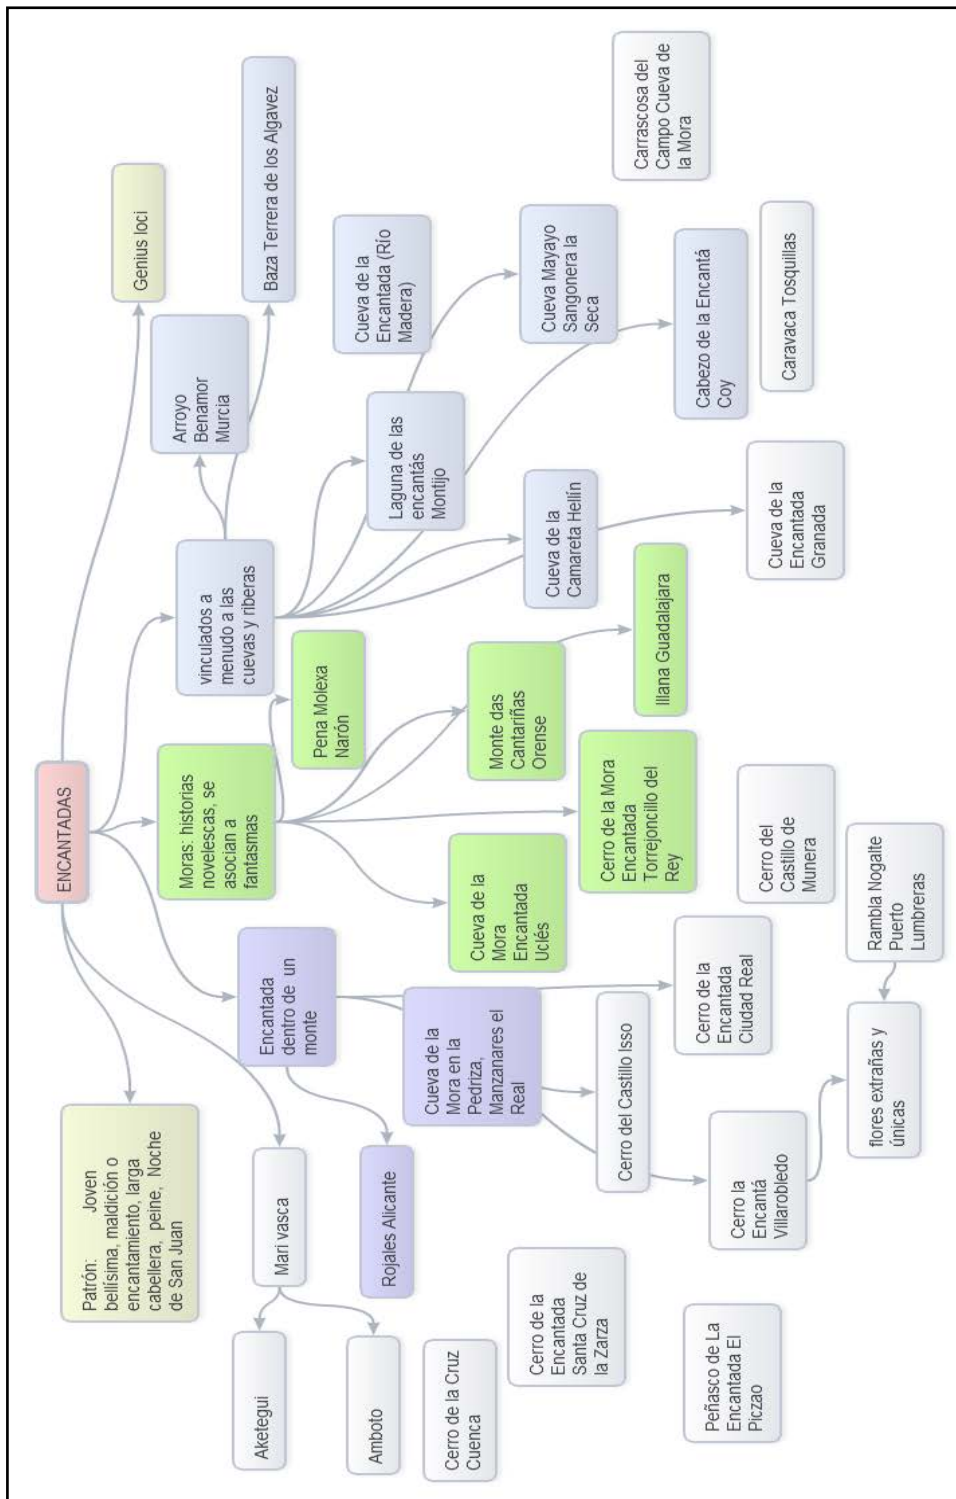 ENCANTADAS
Patrón: Joven
bellísima, maldición o
encantamiento, larga
cabellera, peine, Noche
de San Juan
Mari vasca
Aketegui
Amboto
Encantada
dentro de un
monte
Rojales Alicante
Cueva de la
Mora en la
Pedriza,
Manzanares el
Real
Cerro del Castillo Isso
Cerro de la
Encantada
Ciudad Real
Cerro la
Encantá
Villarobledo
flores extrañas y
únicas
Rambla Nogalte
Puerto
Lumbreras
Cerro de la Cruz
Cuenca
Cerro de la
Encantada
Santa Cruz de
la Zarza
Peñasco de La
Encantada El
Piczao
Cerro del
Castillo de
Munera
Moras: historias
novelescas, se
asocian a
fantasmas
Pena Molexa
Narón
Cueva de la
Mora
Encantada
Uclés
Monte das
Cantariñas
Orense
Cerro de la Mora
Encantada
Torrejoncillo del
Rey
Illana Guadalajara
vinculados a
menudo a las
cuevas y riberas
Arroyo
Benamor
Murcia
Baza Terrera de los Algavez
Cueva de la
Encantada (Río
Madera)
Laguna de las
encantás
Montijo
Cueva Mayayo
Sangonera la
Seca
Cueva de la
Camareta Hellín
Cabezo de la Encantá
Coy
Cueva de la
Encantada
Granada
Caravaca Tosquillas
Carrascosa del
Campo Cueva de
la Mora
Genius loci